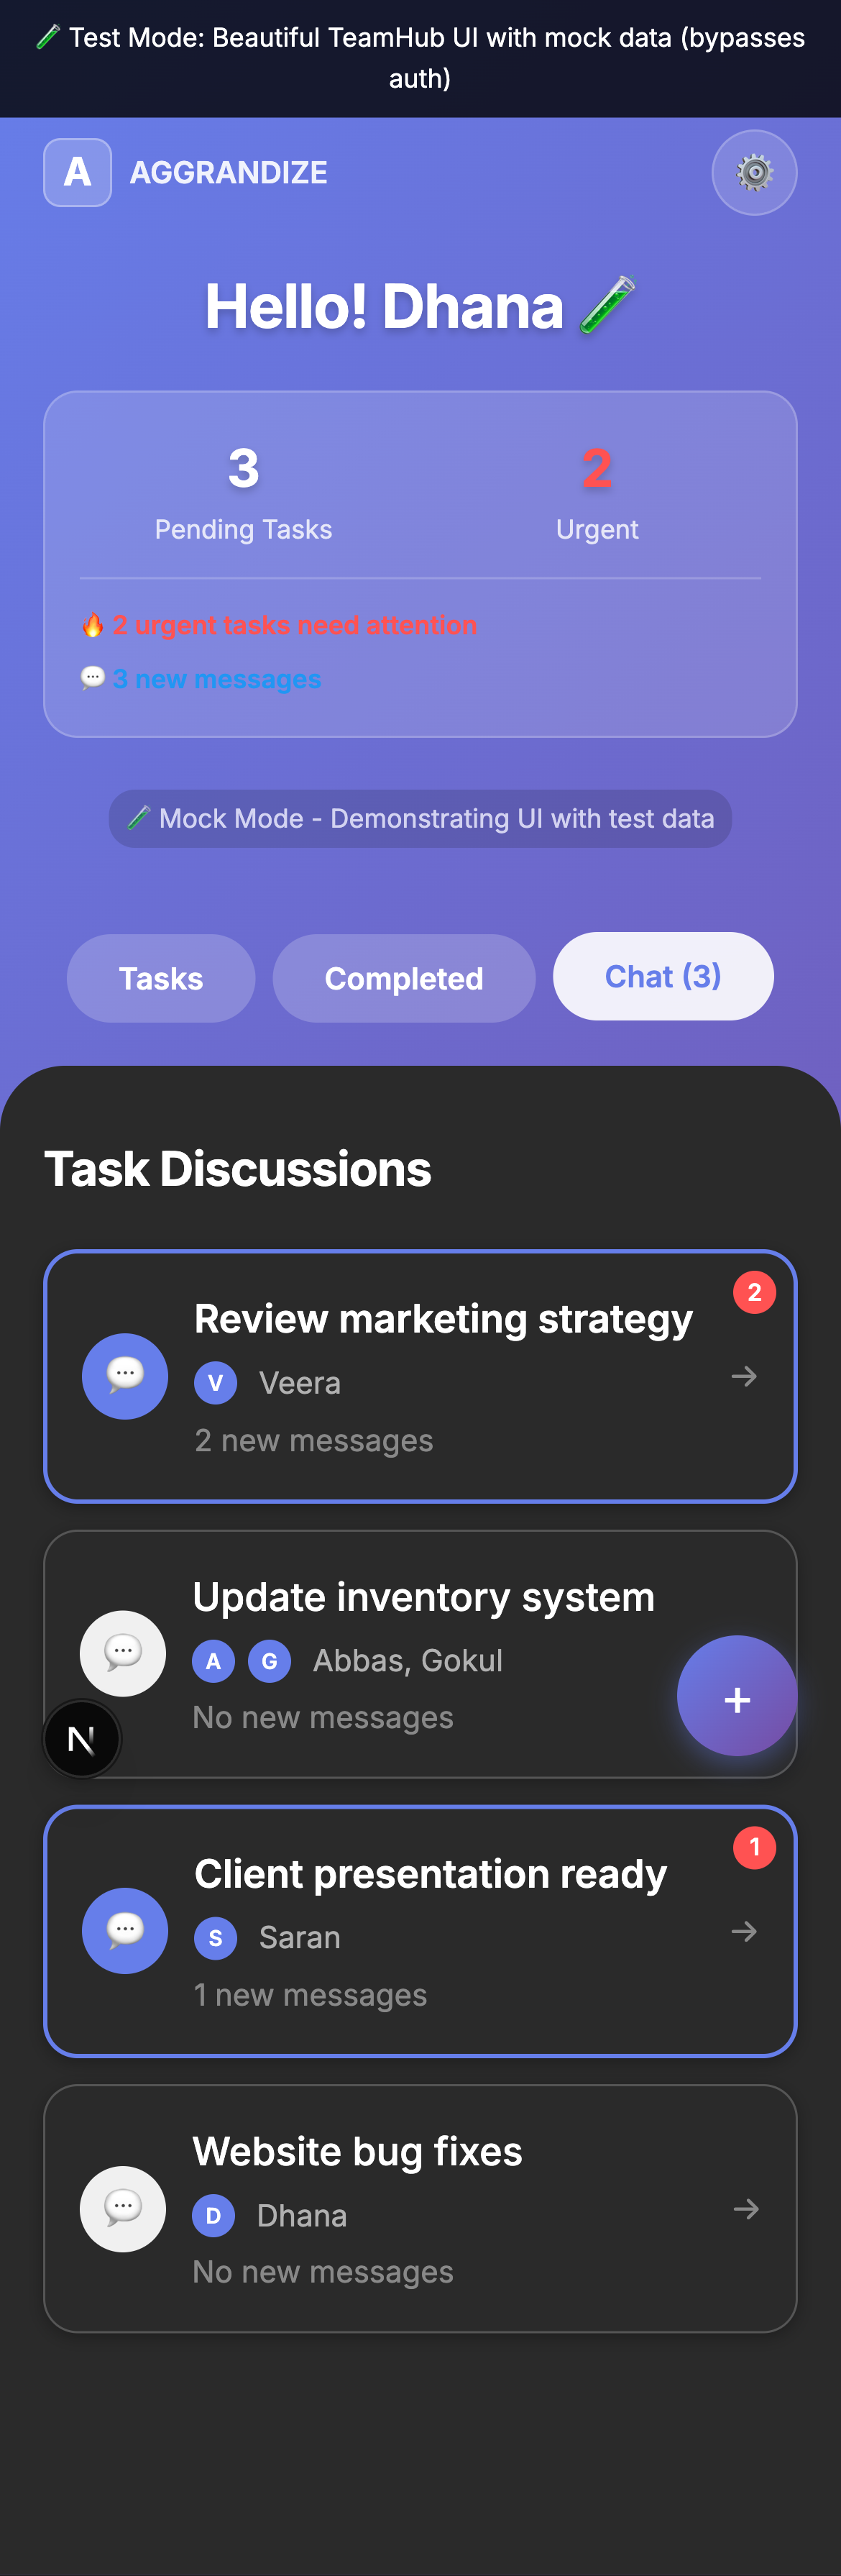 🧪 Test Mode: Beautiful TeamHub UI with mock data (bypasses
auth)
A AGGRANDIZE
Hello! Dhana 🧪
3
Pending Tasks
2
Urgent
🔥 2 urgent tasks need attention
💬 3 new messages
🧪 Mock Mode - Demonstrating UI with test data
Tasks
Completed
Chat (3)
Task Discussions
Review marketing strategy
2
V Veera
→
2 new messages
Update inventory system
A G Abbas, Gokul
+
No new messages
N
Client presentation ready
1
S Saran
→
1 new messages
Website bug fixes
D Dhana
→
No new messages